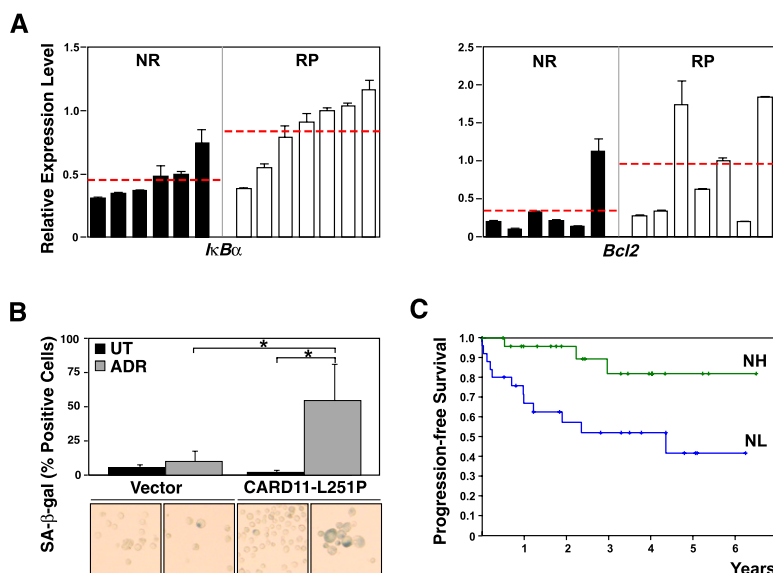 A
Relative Expression Level
1.5
1.0
0.5
0
NR
RP
IκBα
2.5
2.0
1.5
1.0
0.5
0
NR
RP
Bcl2
B
SA-β-gal (% Positive Cells)
100
75
50
25
0
UT
ADR
*
*
Vector
CARD11-L251P
C
Progression-free Survival
1.0
0.9
0.8
0.7
0.6
0.5
0.4
0.3
0.2
0.1
0
NH
NL
1 2 3 4 5 6
Years